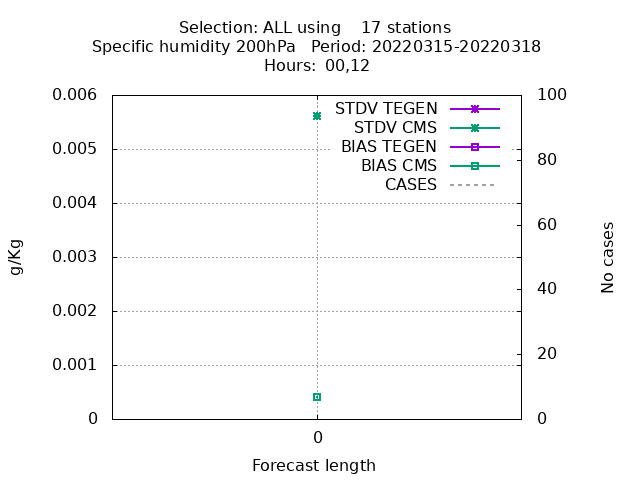 Selection: ALL using    17 stations
Specific humidity 200hPa   Period: 20220315-20220318
Hours: 00,12
STDV TEGEN
STDV CMS
BIAS TEGEN
BIAS CMS
CASES
0.006
0.005
0.004
0.003
0.002
0.001
0
g/Kg
100
80
60
40
20
0
No cases
0
Forecast length